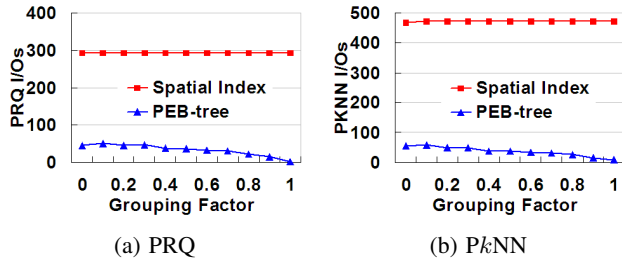 400
300
200
100
0
PRQ I/Os
Spatial Index
PEB-tree
0 0.2 0.4 0.6 0.8 1
Grouping Factor
(a) PRQ
500
400
300
200
100
0
PKNN I/Os
Spatial Index
PEB-tree
0 0.2 0.4 0.6 0.8 1
Grouping Factor
(b) PkNN